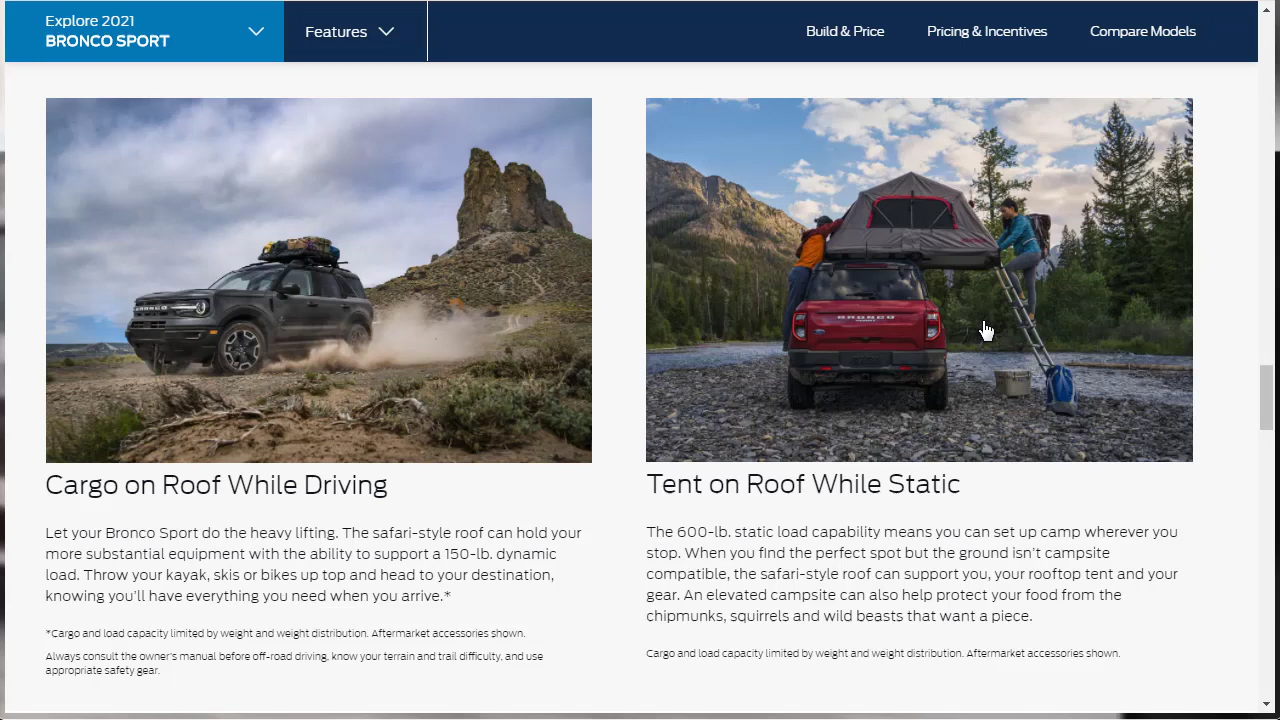 Explore 2021
BRONCO SPORT
Features
Build & Price
Pricing & Incentives
Compare Models
BRONCO
BRONCO
Cargo on Roof While Driving
Let your Bronco Sport do the heavy lifting. The safari-style roof can hold your
more substantial equipment with the ability to support a 150-lb. dynamic
load. Throw your kayak, skis or bikes up top and head to your destination,
knowing you'll have everything you need when you arrive.*
*Cargo and load capacity limited by weight and weight distribution. Aftermarket accessories shown.
Always consult the owner's manual before off-road driving, know your terrain and trail difficulty, and use
appropriate safety gear.
Tent on Roof While Static
The 600-lb. static load capability means you can set up camp wherever you
stop. When you find the perfect spot but the ground isn't campsite
compatible, the safari-style roof can support you, your rooftop tent and your
gear. An elevated campsite can also help protect your food from the
chipmunks, squirrels and wild beasts that want a piece.
Cargo and load capacity limited by weight and weight distribution. Aftermarket accessories shown.